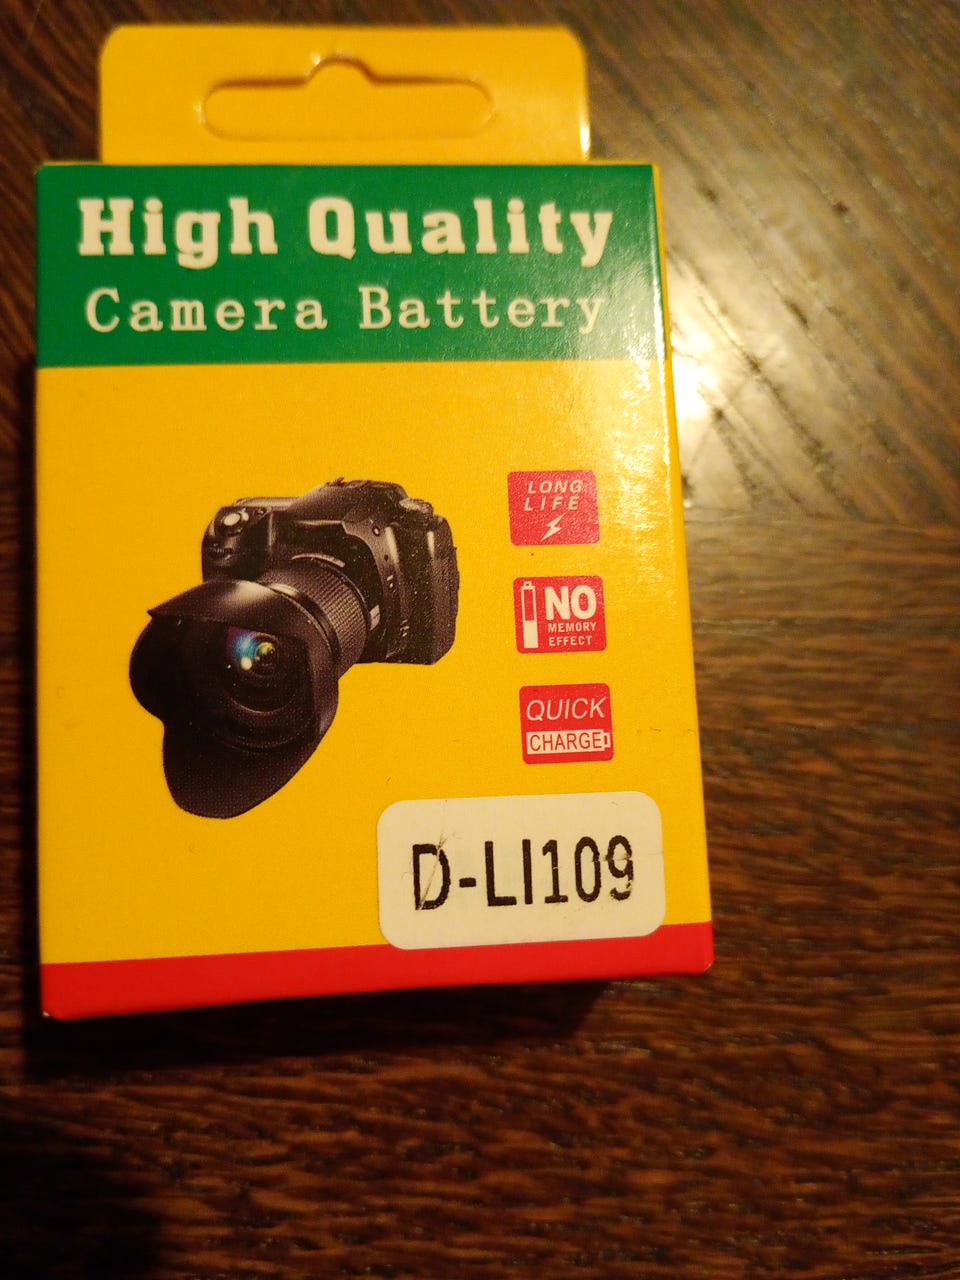 High Quality
Camera Battery
LONG
LIFE
NO
MEMORY
EFFECT
QUICK
CHARGE
D-LI109